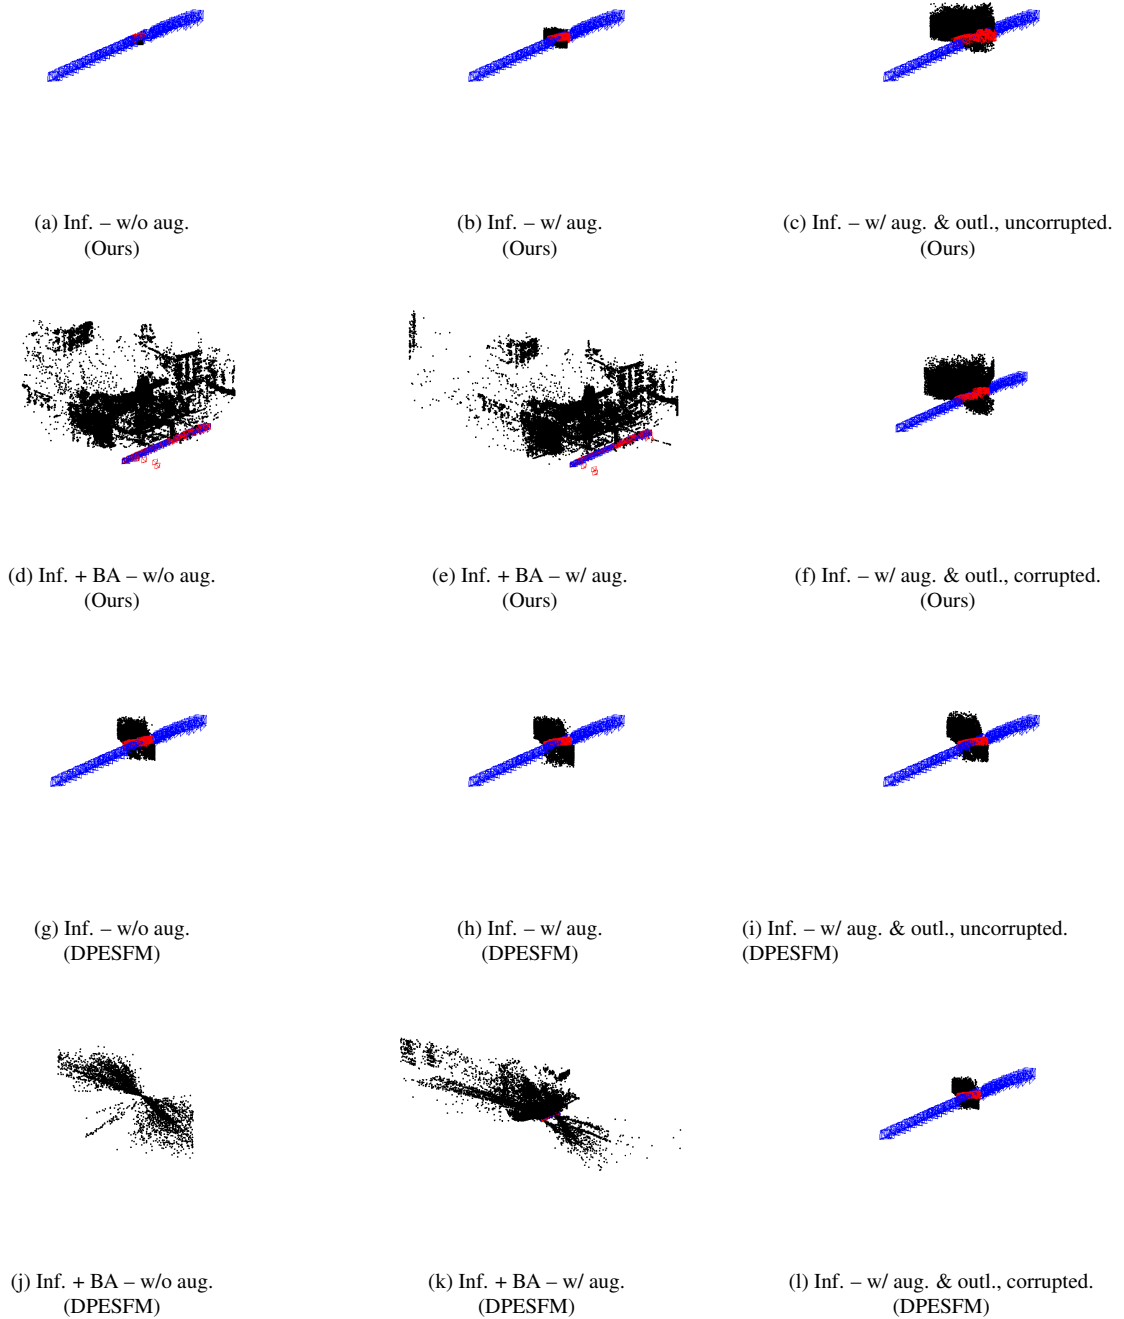 (a) Inf. – w/o aug.
(Ours)
(b) Inf. – w/ aug.
(Ours)
(c) Inf. – w/ aug. & outl., uncorrupted.
(Ours)
(d) Inf. + BA – w/o aug.
(Ours)
(e) Inf. + BA – w/ aug.
(Ours)
(f) Inf. – w/ aug. & outl., corrupted.
(Ours)
(g) Inf. – w/o aug.
(DPESFM)
(h) Inf. – w/ aug.
(DPESFM)
(i) Inf. – w/ aug. & outl., uncorrupted.
(DPESFM)
(j) Inf. + BA – w/o aug.
(DPESFM)
(k) Inf. + BA – w/ aug.
(DPESFM)
(l) Inf. – w/ aug. & outl., corrupted.
(DPESFM)